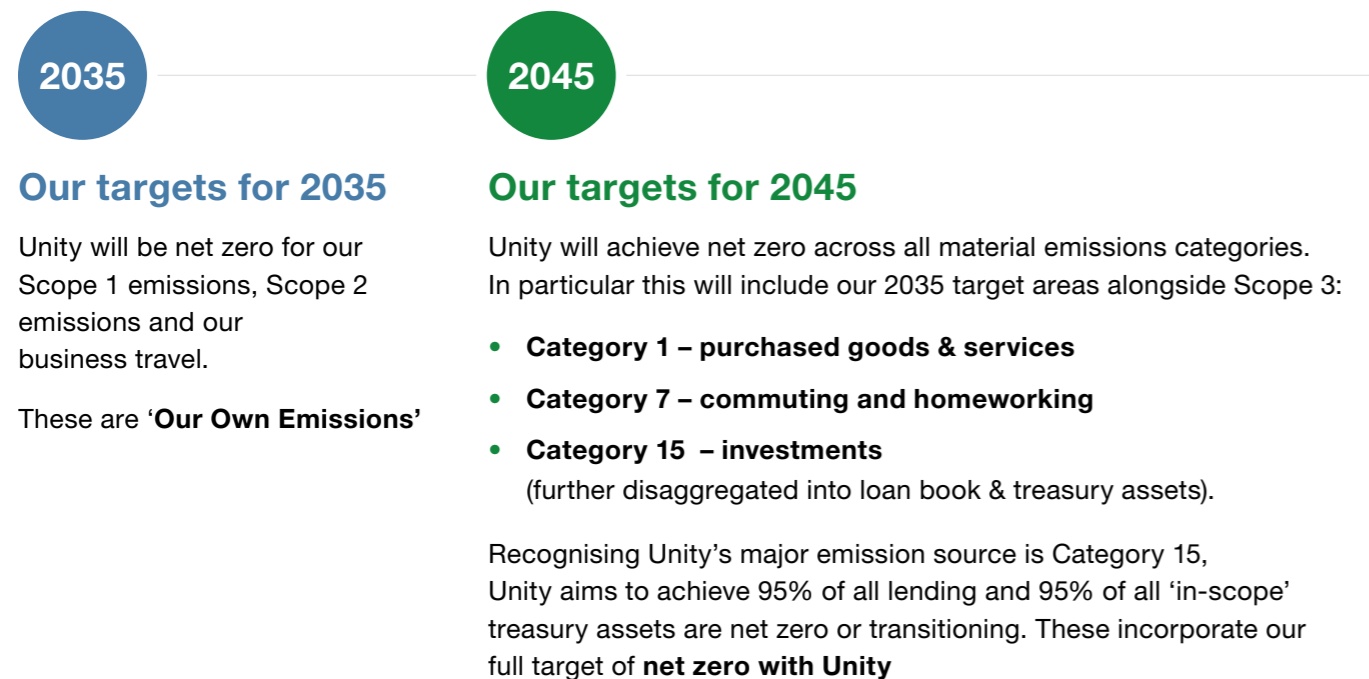 2035
2045
Our targets for 2035
Unity will be net zero for our
Scope 1 emissions, Scope 2
emissions and our
business travel.
These are ‘Our Own Emissions’
Our targets for 2045
Unity will achieve net zero across all material emissions categories.
In particular this will include our 2035 target areas alongside Scope 3:
• Category 1 – purchased goods & services
• Category 7 – commuting and homeworking
• Category 15 – investments
(further disaggregated into loan book & treasury assets).
Recognising Unity’s major emission source is Category 15,
Unity aims to achieve 95% of all lending and 95% of all ‘in-scope’
treasury assets are net zero or transitioning. These incorporate our
full target of net zero with Unity